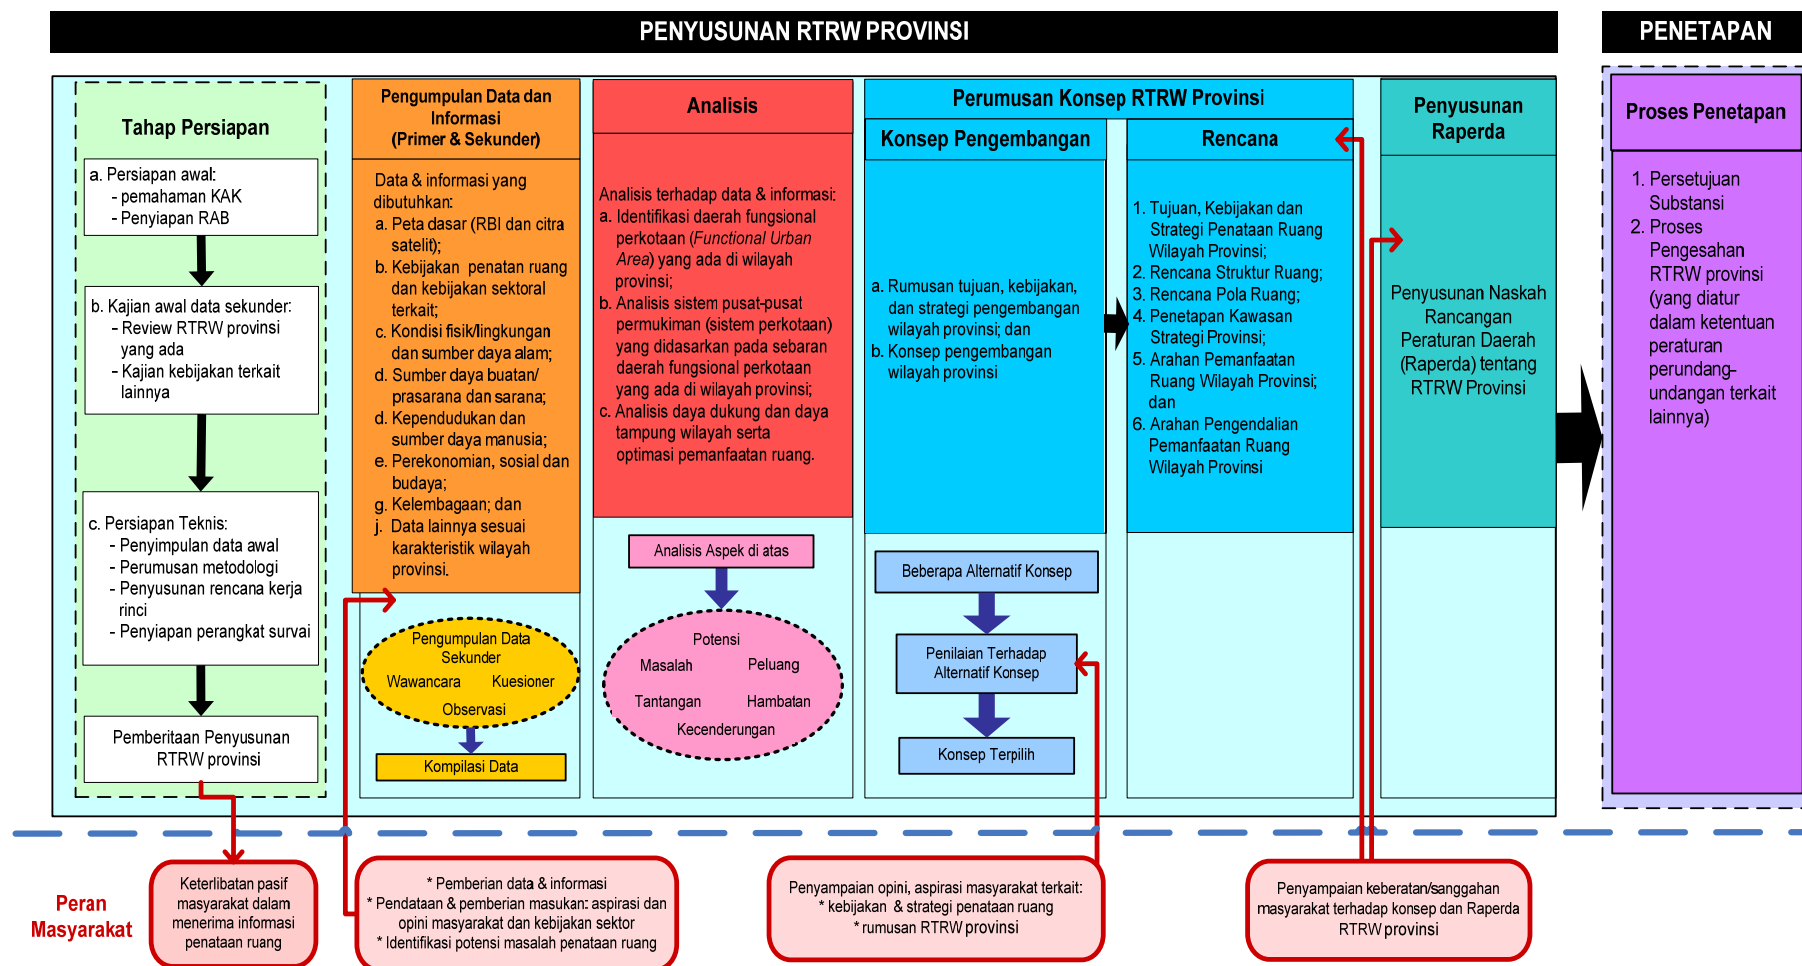 PENYUSUNAN RTRW PROVINSI
PENETAPAN
Tahap Persiapan
a. Persiapan awal:
- pemahaman KAK
- Penyiapan RAB
b. Kajian awal data sekunder:
- Review RTRW provinsi
yang ada
- Kajian kebijakan terkait
lainnya
c. Persiapan Teknis:
- Penyimpulan data awal
- Perumusan metodologi
- Penyusunan rencana kerja
rinci
- Penyiapan perangkat survai
Pemberitaan Penyusunan
RTRW provinsi
Pengumpulan Data dan
Informasi
(Primer & Sekunder)
Data & informasi yang
dibutuhkan:
a. Peta dasar (RBI dan citra
satelit);
b. Kebijakan penatan ruang
dan kebijakan sektoral
terkait;
c. Kondisi fisik/lingkungan
dan sumber daya alam;
d. Sumber daya buatan/
prasarana dan sarana;
d. Kependudukan dan
sumber daya manusia;
e. Perekonomian, sosial dan
budaya;
g. Kelembagaan; dan
j. Data lainnya sesuai
karakteristik wilayah
provinsi.
Pengumpulan Data
Sekunder
Wawancara Kuesioner
Observasi
Kompilasi Data
Analisis
Analisis terhadap data & informasi:
a. Identifikasi daerah fungsional
perkotaan (Functional Urban
Area) yang ada di wilayah
provinsi;
b. Analisis sistem pusat-pusat
permukiman (sistem perkotaan)
yang didasarkan pada sebaran
daerah fungsional perkotaan
yang ada di wilayah provinsi;
c. Analisis daya dukung dan daya
tampung wilayah serta
optimasi pemanfaatan ruang.
Analisis Aspek di atas
Potensi
Masalah Peluang
Tantangan Hambatan
Kecenderungan
Perumusan Konsep RTRW Provinsi
Konsep Pengembangan
a. Rumusan tujuan, kebijakan,
dan strategi pengembangan
wilayah provinsi; dan
b. Konsep pengembangan
wilayah provinsi
Beberapa Alternatif Konsep
Penilaian Terhadap
Alternatif Konsep
Konsep Terpilih
Rencana
1. Tujuan, Kebijakan dan
Strategi Penataan Ruang
Wilayah Provinsi;
2. Rencana Struktur Ruang;
3. Rencana Pola Ruang;
4. Penetapan Kawasan
Strategi Provinsi;
5. Arahan Pemanfaatan
Ruang Wilayah Provinsi;
dan
6. Arahan Pengendalian
Pemanfaatan Ruang
Wilayah Provinsi
Penyusunan
Raperda
Penyusunan Naskah
Rancangan
Peraturan Daerah
(Raperda) tentang
RTRW Provinsi
Proses Penetapan
1. Persetujuan
Substansi
2. Proses
Pengesahan
RTRW provinsi
(yang diatur
dalam ketentuan
peraturan
perundang-
undangan terkait
lainnya)
Peran
Masyarakat
Keterlibatan pasif
masyarakat dalam
menerima informasi
penataan ruang
* Pemberian data & informasi
* Pendataan & pemberian masukan: aspirasi dan
opini masyarakat dan kebijakan sektor
* Identifikasi potensi masalah penataan ruang
Penyampaian opini, aspirasi masyarakat terkait:
* kebijakan & strategi penataan ruang
* rumusan RTRW provinsi
Penyampaian keberatan/sanggahan
masyarakat terhadap konsep dan Raperda
RTRW provinsi